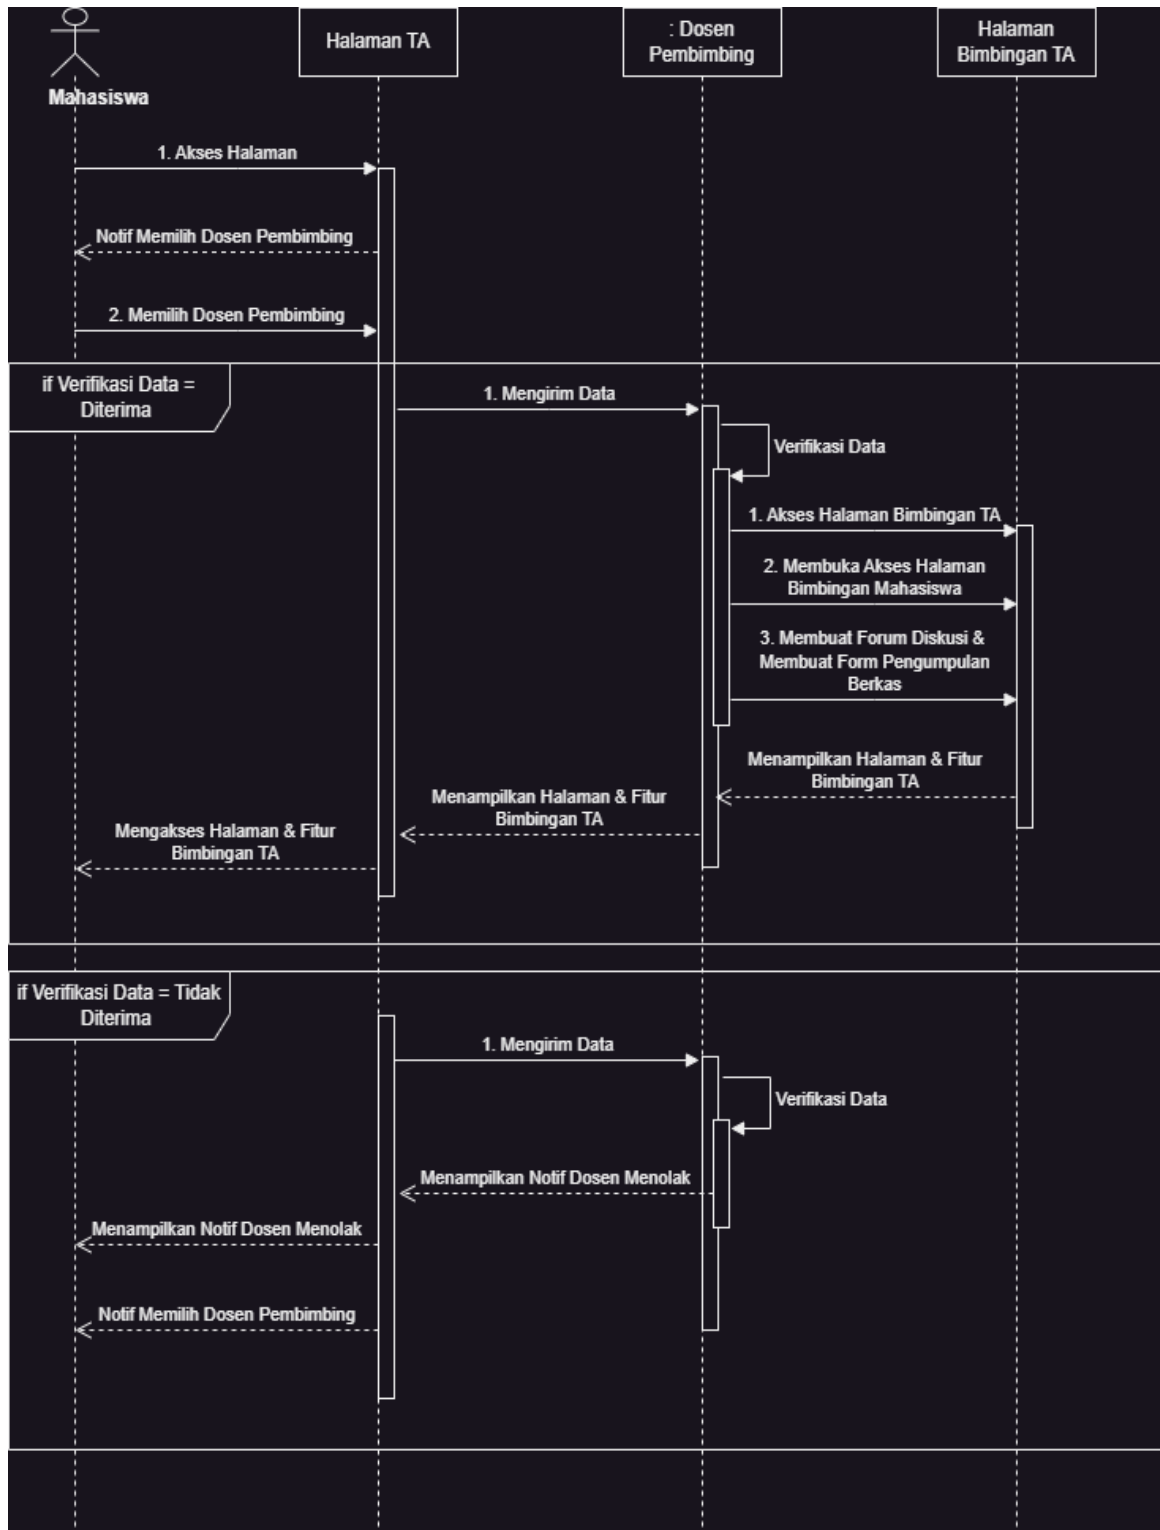 Mahasiswa
Halaman TA
: Dosen
Pembimbing
Halaman
Bimbingan TA
1. Akses Halaman
Notif Memilih Dosen Pembimbing
2. Memilih Dosen Pembimbing
if Verifikasi Data =
Diterima
1. Mengirim Data
Verifikasi Data
1. Akses Halaman Bimbingan TA
2. Membuka Akses Halaman
Bimbingan Mahasiswa
3. Membuat Forum Diskusi &
Membuat Form Pengumpulan
Berkas
Menampilkan Halaman & Fitur
Bimbingan TA
Menampilkan Halaman & Fitur
Bimbingan TA
Mengakses Halaman & Fitur
Bimbingan TA
if Verifikasi Data = Tidak
Diterima
1. Mengirim Data
Verifikasi Data
Menampilkan Notif Dosen Menolak
Menampilkan Notif Dosen Menolak
Notif Memilih Dosen Pembimbing